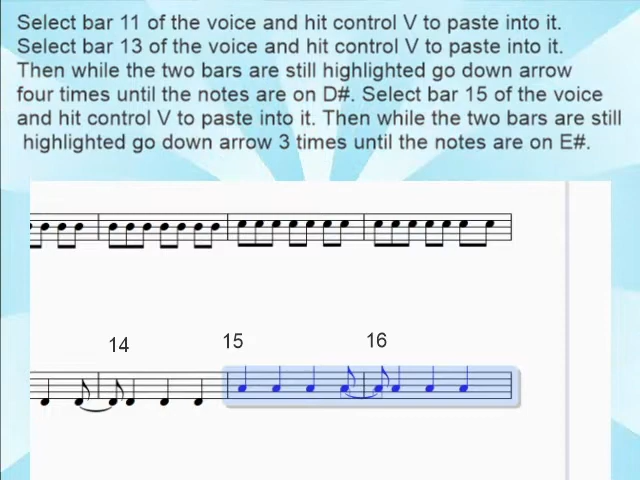 Select bar 11 of the voice and hit control V to paste into it.
Select bar 13 of the voice and hit control V to paste into it.
Then while the two bars are still highlighted go down arrow
four times until the notes are on D#. Select bar 15 of the voice
and hit control V to paste into it. Then while the two bars are still
highlighted go down arrow 3 times until the notes are on E#.
14 15 16